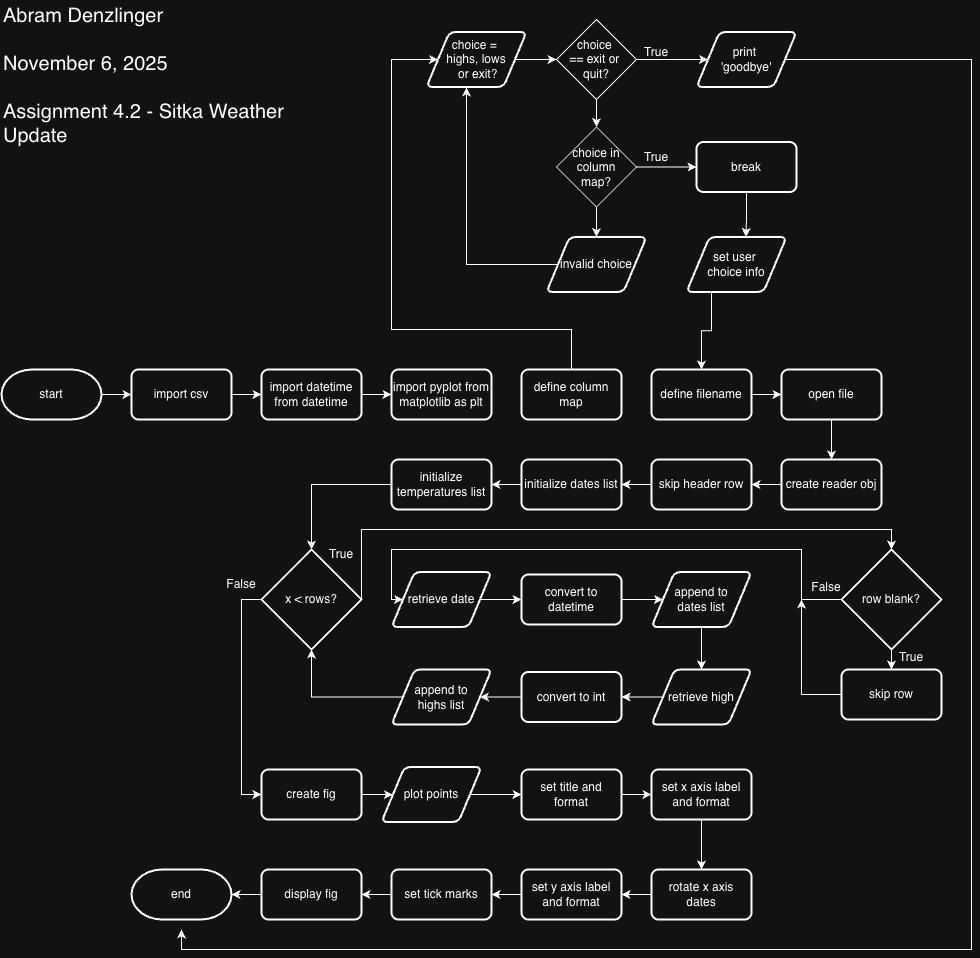 Abram Denzlinger
November 6, 2025
Assignment 4.2 - Sitka Weather
Update
choice =
highs, lows
or exit?
choice
== exit or
quit?
True
print
'goodbye'
choice in
column
map?
True
break
invalid choice
set user
choice info
start
import csv
import datetime
from datetime
import pyplot from
matplotlib as plt
define column
map
define filename
open file
initialize
temperatures list
initialize dates list
skip header row
create reader obj
True
False
x < rows?
retrieve date
convert to
datetime
append to
dates list
False
row blank?
True
append to
highs list
convert to int
retrieve high
skip row
create fig
plot points
set title and
format
set x axis label
and format
end
display fig
set tick marks
set y axis label
and format
rotate x axis
dates